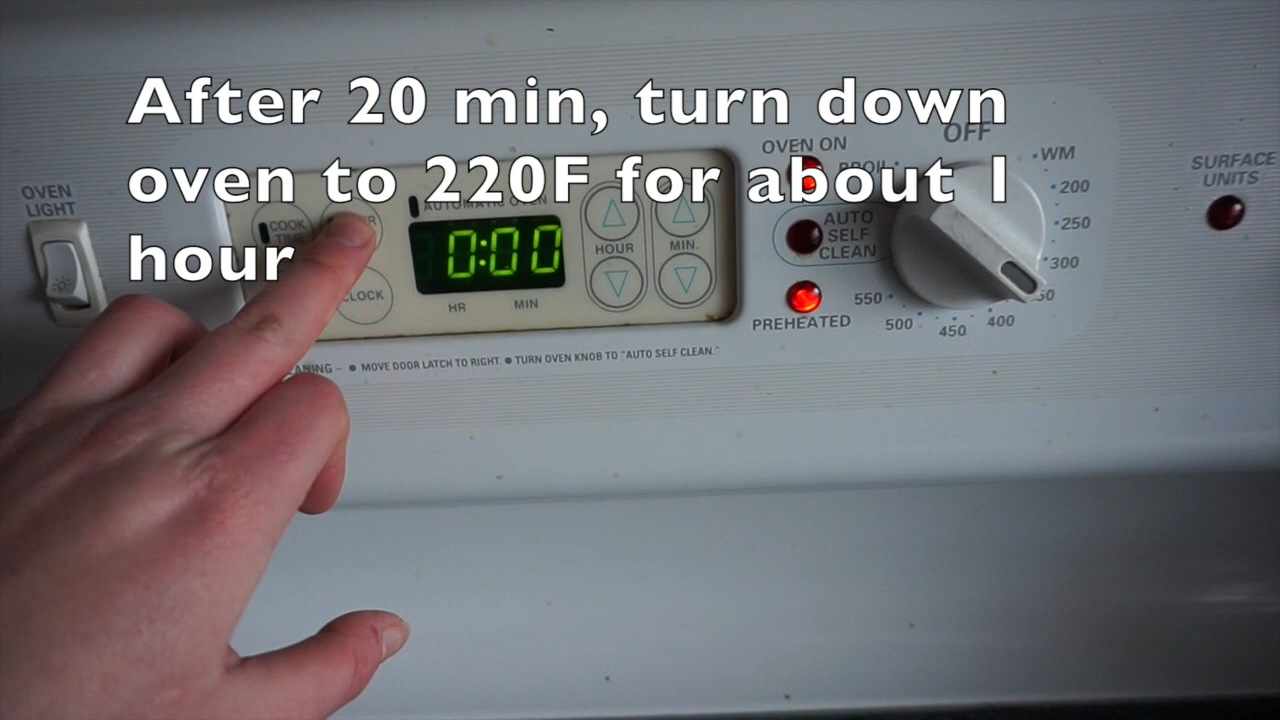 After 20 min, turn down
oven to 220F for about 1
hour
OVEN
LIGHT
COOK
TIME
CLOCK
AUTOMATIC OVEN
0:00
HR MIN
HOUR
MIN.
OVEN ON
BROIL
AUTO
SELF
CLEAN
PREHEATED
OFF
WM
200
250
300
400
450
500
550
SURFACE
UNITS
● MOVE DOOR LATCH TO RIGHT. ● TURN OVEN KNOB TO "AUTO SELF CLEAN."